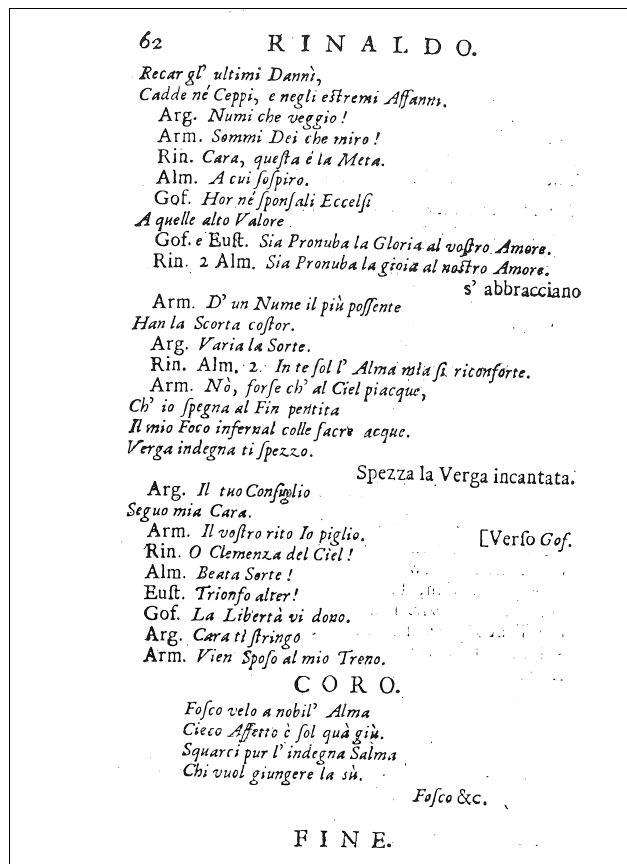 62 RINALDO.
Recar gl' ultimi Dannì,
Cadde né Ceppi, e negli eſtremi Aﬀanni.
Arg. Numi che veggio !
Arm. Sommi Dei che miro !
Rin. Cara, queſta é la Meta.
Alm. A cui ſoſpiro.
Gof. Hor né ſponſali Eccelſi
A quelle alto Valore
Gof. e Euſt. Sia Pronuba la Gloria al voſtro Amore.
Rin. 2 Alm. Sia Pronuba la gioia al noſtro Amore.
s' abbracciano
Arm. D' un Nume il più poſſente
Han la Scorta coſtor.
Arg. Varia la Sorte.
Rin. Alm. 2. In te ſol l' Alma mia ſi riconforte.
Arm. Nò, forſe ch' al Ciel piacque,
Ch' io ſpegna al Fin pentita
Il mio Foco infernal colle ſacre acque.
Verga indegna ti ſpezzo.
Spezza la Verga incantata.
Arg. Il tuo Conſiglio
Seguo mia Cara.
Arm. Il voſtro rito Io piglio.
[Verſo Gof.
Rin. O Clemenza del Ciel !
Alm. Beata Sorte !
Euſt. Trionfo alter !
Gof. La Libertà vi dono.
Arg. Cara tì ſtringo
Arm. Vien Spoſo al mio Treno.
CORO.
Foſco velo a nobil' Alma
Cieco Aﬀetto è ſol quà giù.
Squarci pur l' indegna Salma
Chi vuol giungere la sù.
Foſco &c.
FINE.